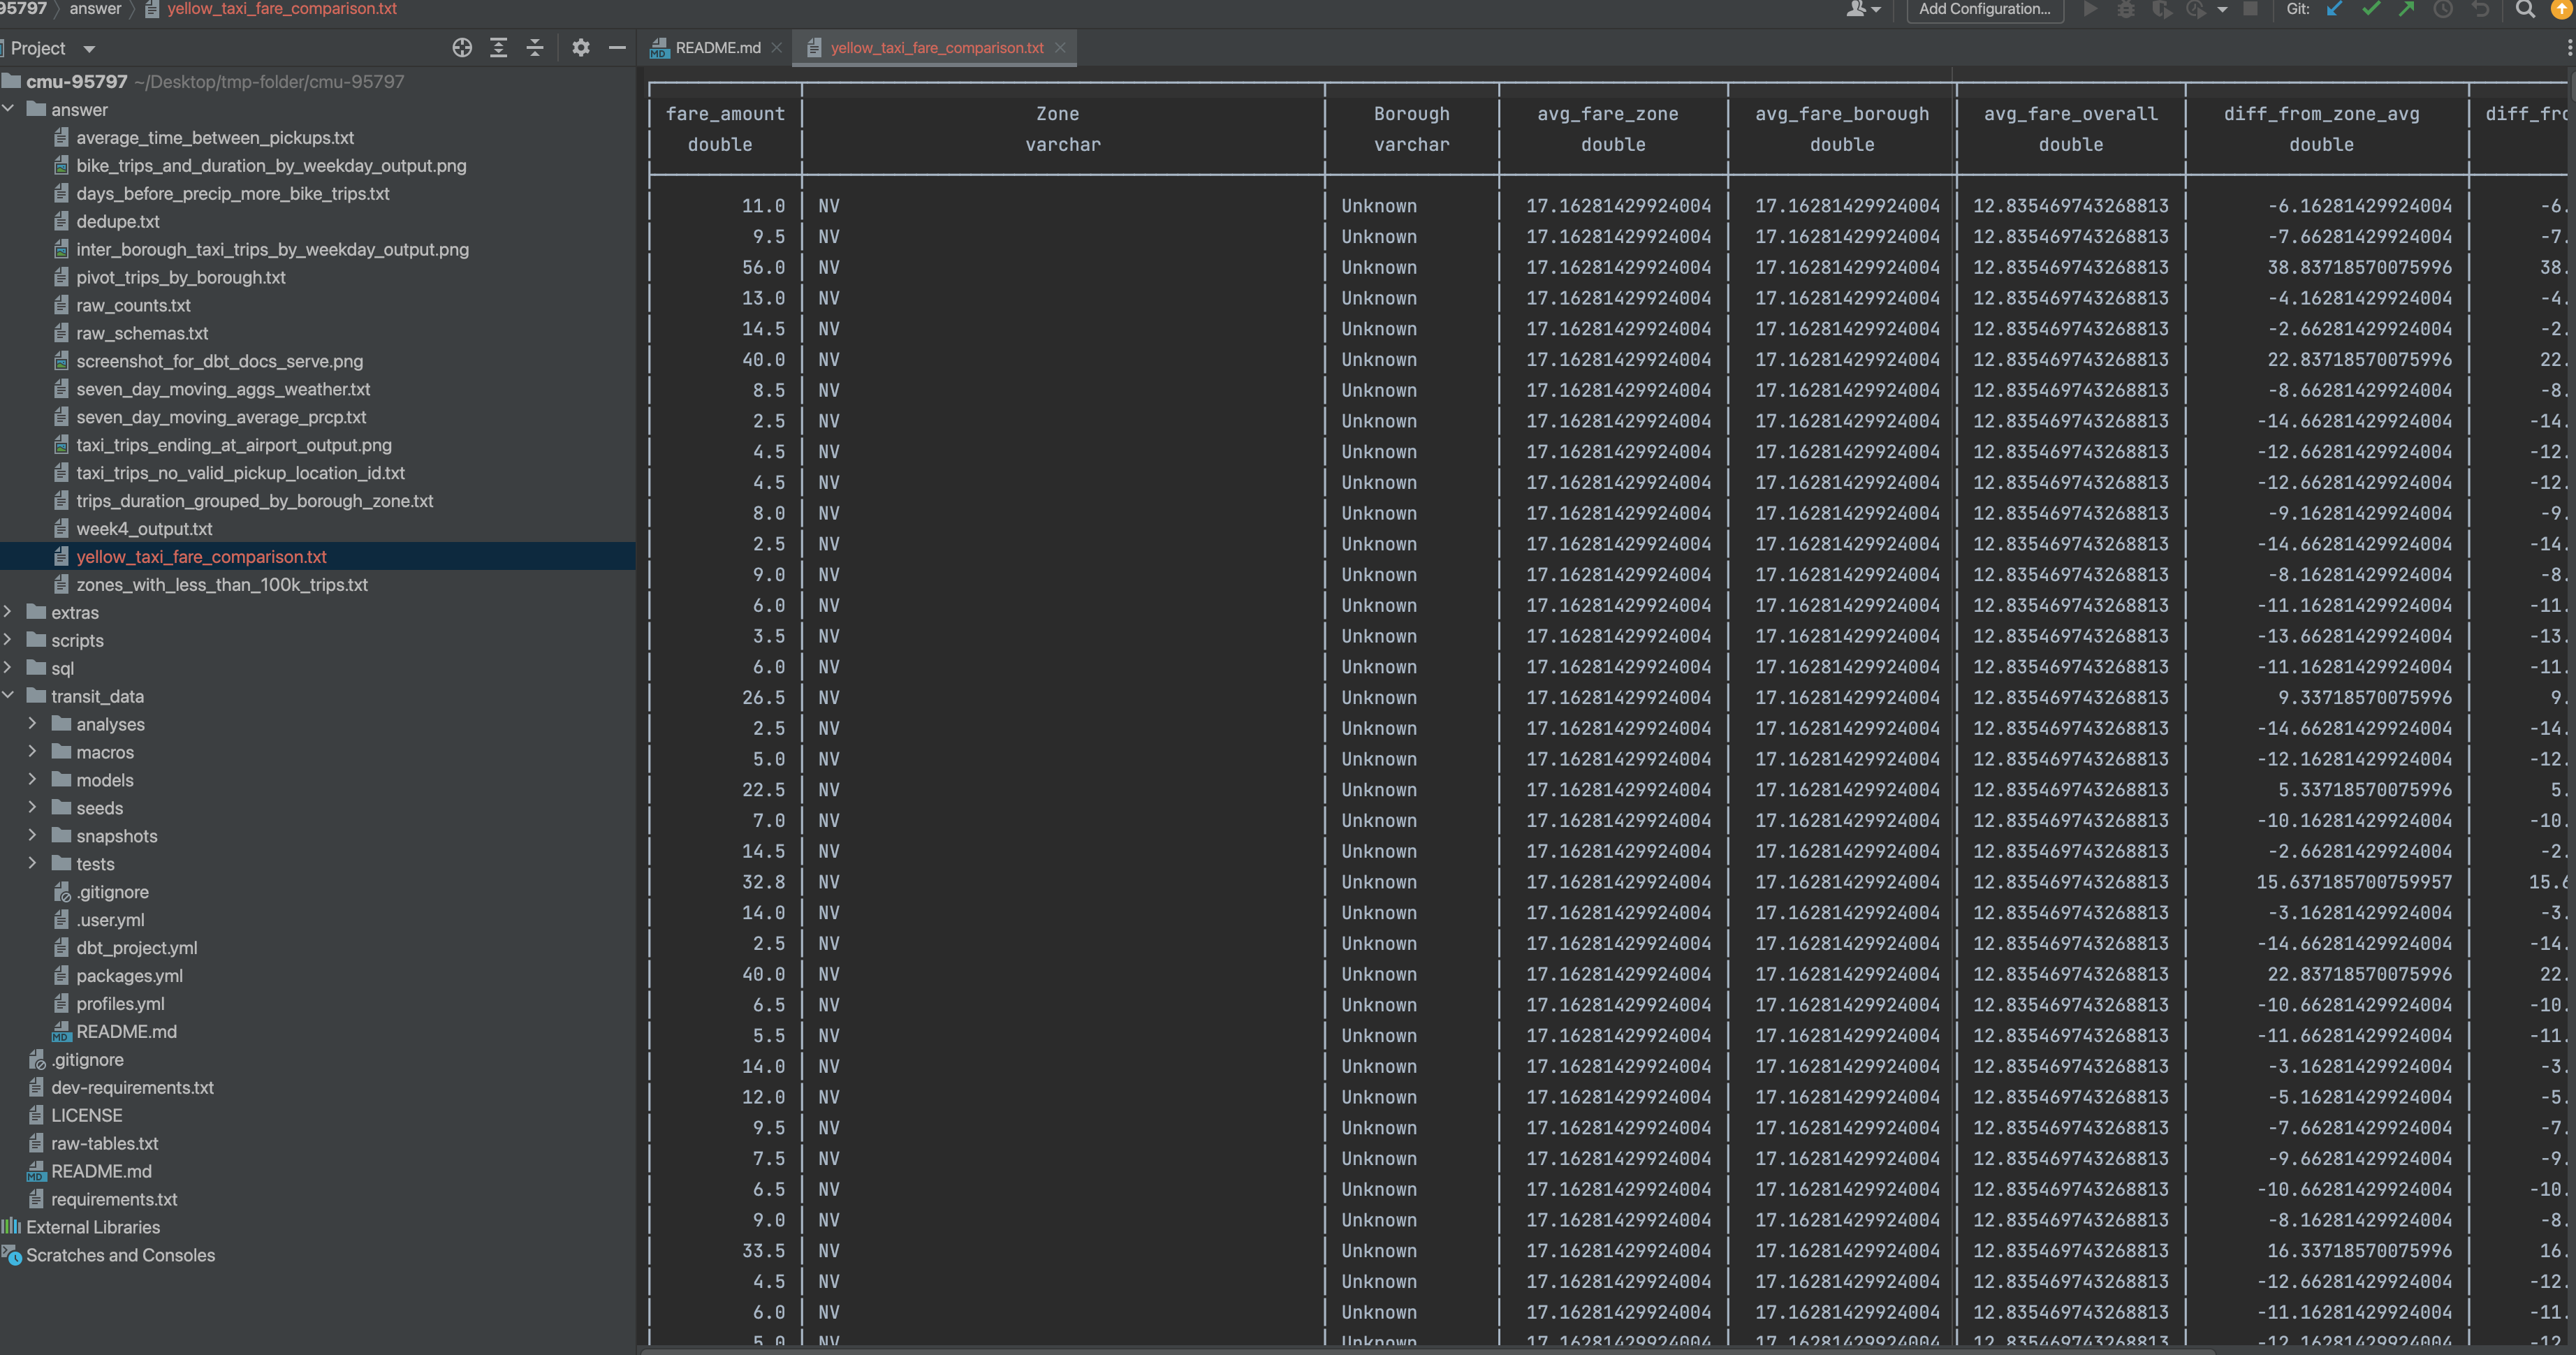 95797 answer yellow_taxi_fare_comparison.txt Add Configuration... Git:
Project README.md yellow_taxi_fare_comparison.txt
cmu-95797 ~/Desktop/tmp-folder/cmu-95797
answer
average_time_between_pickups.txt
bike_trips_and_duration_by_weekday_output.png
days_before_precip_more_bike_trips.txt
dedupe.txt
inter_borough_taxi_trips_by_weekday_output.png
pivot_trips_by_borough.txt
raw_counts.txt
raw_schemas.txt
screenshot_for_dbt_docs_serve.png
seven_day_moving_aggs_weather.txt
seven_day_moving_average_prcp.txt
taxi_trips_ending_at_airport_output.png
taxi_trips_no_valid_pickup_location_id.txt
trips_duration_grouped_by_borough_zone.txt
week4_output.txt
yellow_taxi_fare_comparison.txt
zones_with_less_than_100k_trips.txt
extras
scripts
sql
transit_data
analyses
macros
models
seeds
snapshots
tests
.gitignore
.user.yml
dbt_project.yml
packages.yml
profiles.yml
README.md
.gitignore
dev-requirements.txt
LICENSE
raw-tables.txt
README.md
requirements.txt
External Libraries
Scratches and Consoles
fare_amount Zone Borough avg_fare_zone avg_fare_borough avg_fare_overall diff_from_zone_avg diff_fro
double varchar varchar double double double double
11.0 NV Unknown 17.16281429924004 17.16281429924004 12.835469743268813 -6.16281429924004 -6.
9.5 NV Unknown 17.16281429924004 17.16281429924004 12.835469743268813 -7.66281429924004 -7.
56.0 NV Unknown 17.16281429924004 17.16281429924004 12.835469743268813 38.83718570075996 38.
13.0 NV Unknown 17.16281429924004 17.16281429924004 12.835469743268813 -4.16281429924004 -4.
14.5 NV Unknown 17.16281429924004 17.16281429924004 12.835469743268813 -2.66281429924004 -2.
40.0 NV Unknown 17.16281429924004 17.16281429924004 12.835469743268813 22.83718570075996 22.
8.5 NV Unknown 17.16281429924004 17.16281429924004 12.835469743268813 -8.66281429924004 -8.
2.5 NV Unknown 17.16281429924004 17.16281429924004 12.835469743268813 -14.66281429924004 -14.
4.5 NV Unknown 17.16281429924004 17.16281429924004 12.835469743268813 -12.66281429924004 -12.
4.5 NV Unknown 17.16281429924004 17.16281429924004 12.835469743268813 -12.66281429924004 -12.
8.0 NV Unknown 17.16281429924004 17.16281429924004 12.835469743268813 -9.16281429924004 -9.
2.5 NV Unknown 17.16281429924004 17.16281429924004 12.835469743268813 -14.66281429924004 -14.
9.0 NV Unknown 17.16281429924004 17.16281429924004 12.835469743268813 -8.16281429924004 -8.
6.0 NV Unknown 17.16281429924004 17.16281429924004 12.835469743268813 -11.16281429924004 -11.
3.5 NV Unknown 17.16281429924004 17.16281429924004 12.835469743268813 -13.66281429924004 -13.
6.0 NV Unknown 17.16281429924004 17.16281429924004 12.835469743268813 -11.16281429924004 -11.
26.5 NV Unknown 17.16281429924004 17.16281429924004 12.835469743268813 9.33718570075996 9.
2.5 NV Unknown 17.16281429924004 17.16281429924004 12.835469743268813 -14.66281429924004 -14.
5.0 NV Unknown 17.16281429924004 17.16281429924004 12.835469743268813 -12.16281429924004 -12.
22.5 NV Unknown 17.16281429924004 17.16281429924004 12.835469743268813 5.33718570075996 5.
7.0 NV Unknown 17.16281429924004 17.16281429924004 12.835469743268813 -10.16281429924004 -10.
14.5 NV Unknown 17.16281429924004 17.16281429924004 12.835469743268813 -2.66281429924004 -2.
32.8 NV Unknown 17.16281429924004 17.16281429924004 12.835469743268813 15.637185700759957 15.6
14.0 NV Unknown 17.16281429924004 17.16281429924004 12.835469743268813 -3.16281429924004 -3.
2.5 NV Unknown 17.16281429924004 17.16281429924004 12.835469743268813 -14.66281429924004 -14.
40.0 NV Unknown 17.16281429924004 17.16281429924004 12.835469743268813 22.83718570075996 22.
6.5 NV Unknown 17.16281429924004 17.16281429924004 12.835469743268813 -10.66281429924004 -10.
5.5 NV Unknown 17.16281429924004 17.16281429924004 12.835469743268813 -11.66281429924004 -11.
14.0 NV Unknown 17.16281429924004 17.16281429924004 12.835469743268813 -3.16281429924004 -3.
12.0 NV Unknown 17.16281429924004 17.16281429924004 12.835469743268813 -5.16281429924004 -5.
9.5 NV Unknown 17.16281429924004 17.16281429924004 12.835469743268813 -7.66281429924004 -7.
7.5 NV Unknown 17.16281429924004 17.16281429924004 12.835469743268813 -9.66281429924004 -9.
6.5 NV Unknown 17.16281429924004 17.16281429924004 12.835469743268813 -10.66281429924004 -10.
9.0 NV Unknown 17.16281429924004 17.16281429924004 12.835469743268813 -8.16281429924004 -8.
33.5 NV Unknown 17.16281429924004 17.16281429924004 12.835469743268813 16.33718570075996 16.
4.5 NV Unknown 17.16281429924004 17.16281429924004 12.835469743268813 -12.66281429924004 -12.
6.0 NV Unknown 17.16281429924004 17.16281429924004 12.835469743268813 -11.16281429924004 -11.
5.0 NV Unknown 17.16281429924004 17.16281429924004 12.835469743268813 -12.16281429924004 -12.